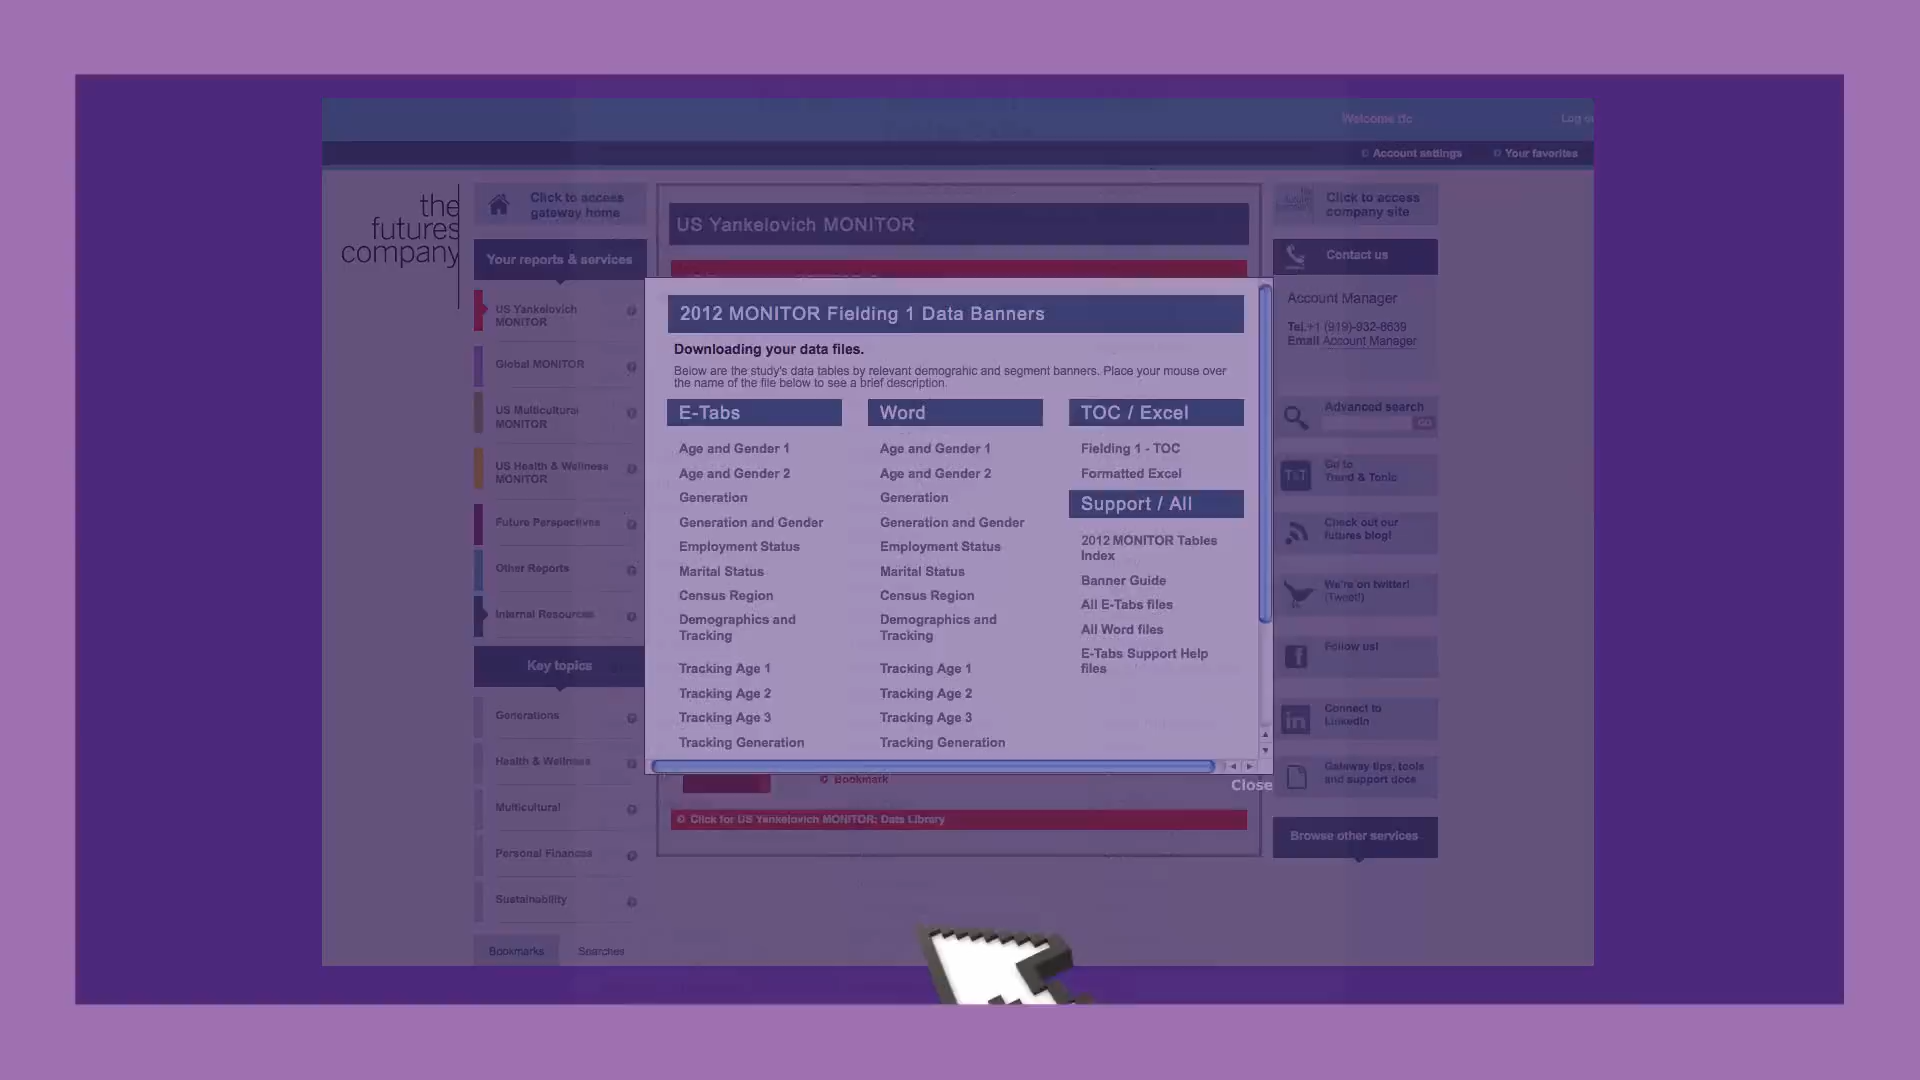 Welcome tfc
Account settings
Your favorites
the
futures
company
Click to access
gateway home
Your reports & services
US Yankelovich
MONITOR
Global MONITOR
US Multicultural
MONITOR
US Health & Wellness
MONITOR
Future Perspectives
Other Reports
Internal Resources
Key topics
Generations
Health & Wellness
Multicultural
Personal Finances
Sustainability
Bookmarks
Searches
US Yankelovich MONITOR
2012 MONITOR Fielding 1 Data Banners
Downloading your data files.
Below are the study's data tables by relevant demograhic and segment banners. Place your mouse over
the name of the file below to see a brief description.
E-Tabs
Age and Gender 1
Age and Gender 2
Generation
Generation and Gender
Employment Status
Marital Status
Census Region
Demographics and
Tracking
Tracking Age 1
Tracking Age 2
Tracking Age 3
Tracking Generation
Word
Age and Gender 1
Age and Gender 2
Generation
Generation and Gender
Employment Status
Marital Status
Census Region
Demographics and
Tracking
Tracking Age 1
Tracking Age 2
Tracking Age 3
Tracking Generation
TOC / Excel
Fielding 1 - TOC
Formatted Excel
Support / All
2012 MONITOR Tables
Index
Banner Guide
All E-Tabs files
All Word files
E-Tabs Support Help
files
Close
Bookmark
Click for US Yankelovich MONITOR: Data Library
Click to access
company site
Contact us
Account Manager
Tel.+1 (919)-932-8639
Email Account Manager
Advanced search
GO
T&T
Go to
Trend & Tonic
Check out our
futures blog!
We're on twitter!
(Tweet!)
f
Follow us!
in
Connect to
LinkedIn
Gateway tips, tools
and support docs
Browse other services